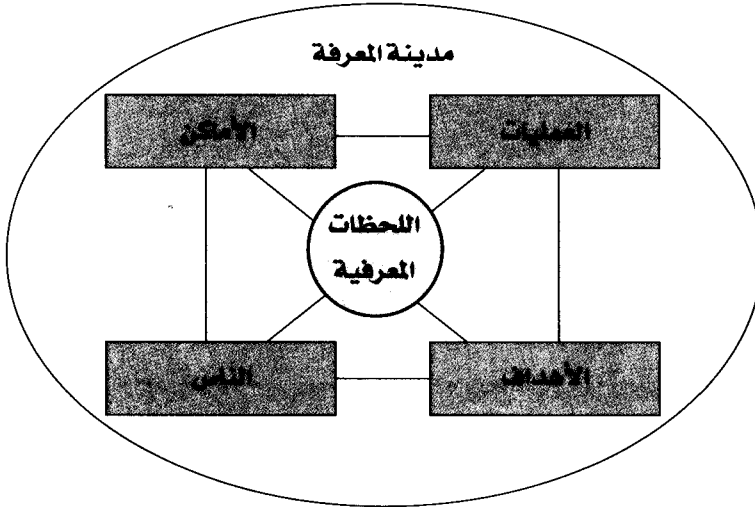 مدينة المعرفة
العمليات
الأماكن
اللحظات
المعرفية
الأهداف
الناس